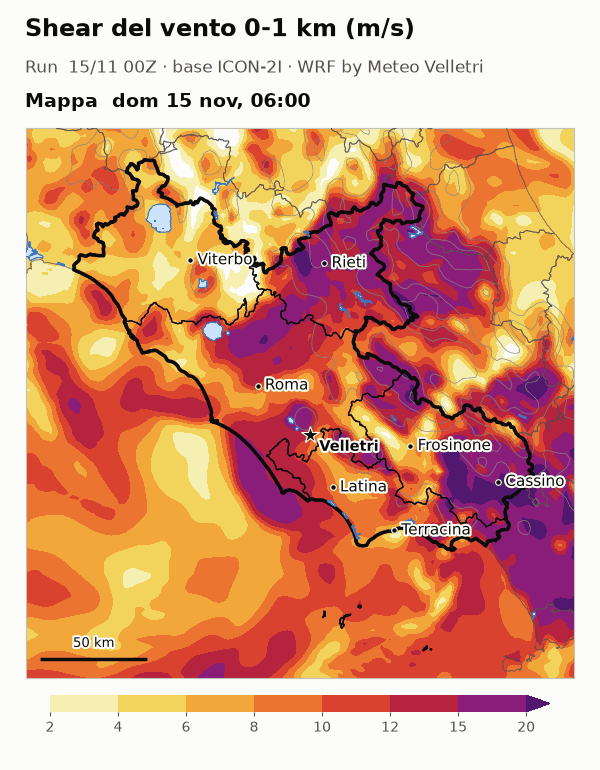 Shear del vento 0-1 km (m/s)
Run  15/11 00Z · base ICON-2I · WRF by Meteo Velletri
Mappa  dom 15 nov, 06:00
Viterbo
Rieti
Roma
Velletri
Frosinone
Cassino
Latina
Terracina
50 km
2 4 6 8 10 12 15 20